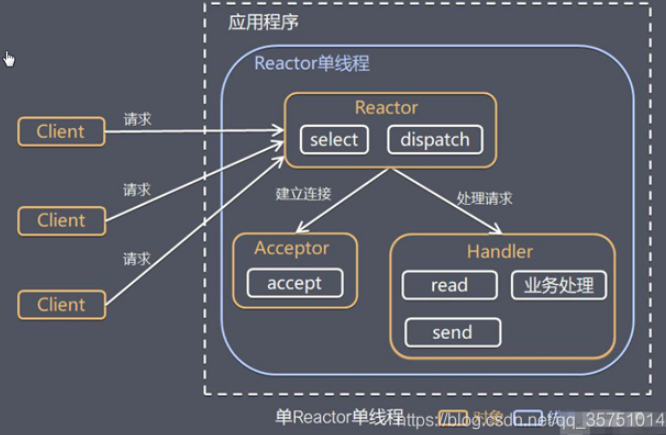 应用程序
Reactor单线程
Reactor
select
dispatch
Client
请求
Client
请求
Client
请求
建立连接
处理请求
Acceptor
accept
Handler
read
业务处理
send
单Reactor单线程
对象
https://blog.csdn.net/qq_35751014